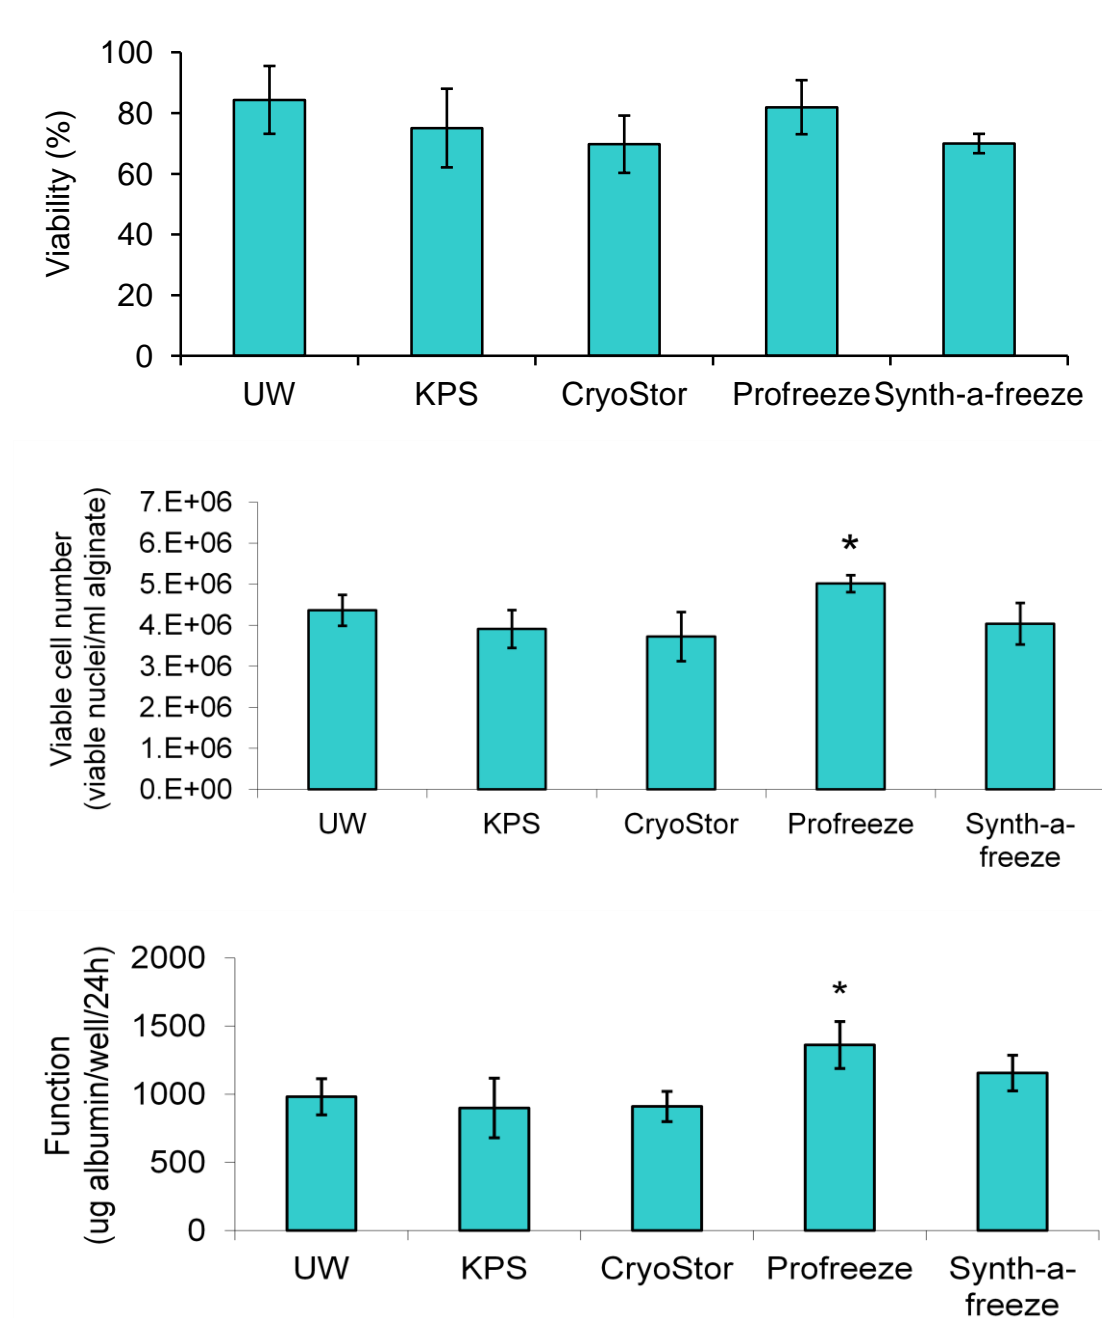 Viability (%)
100
80
60
40
20
0
UW KPS CryoStor Profreeze Synth-a-freeze
Viable cell number
(viable nuclei/ml alginate)
7.E+06
6.E+06
5.E+06
4.E+06
3.E+06
2.E+06
1.E+06
0.E+00
*
UW KPS CryoStor Profreeze Synth-a-
freeze
Function
(ug albumin/well/24h)
2000
1500
1000
500
0
*
UW KPS CryoStor Profreeze Synth-a-
freeze